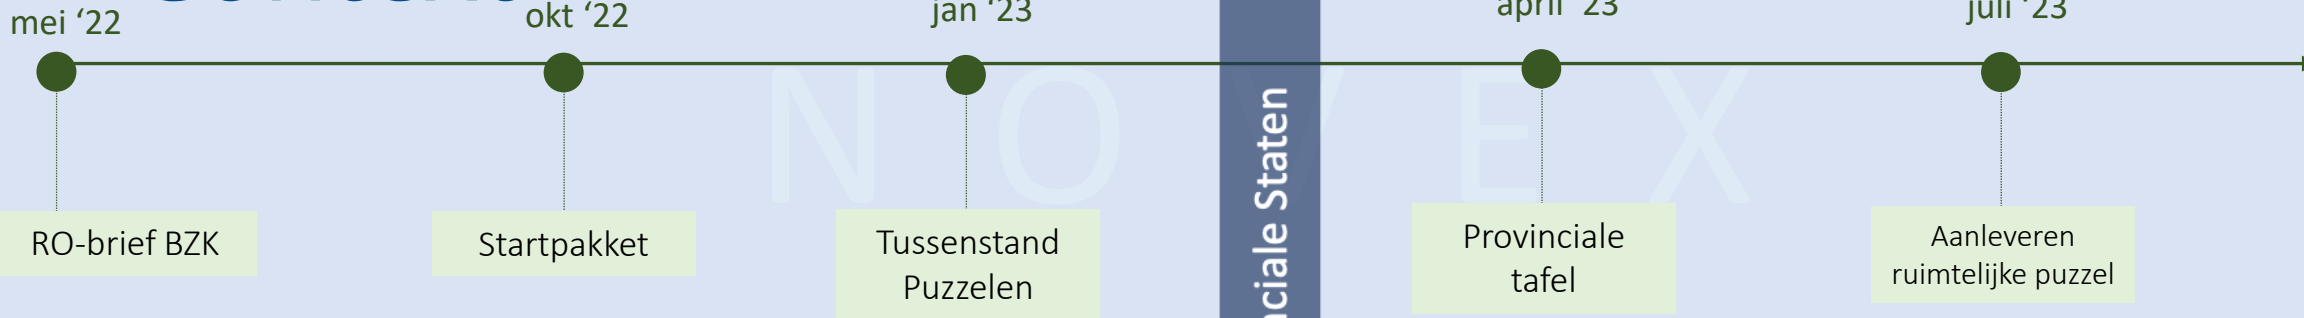 mei ‘22
okt ‘22
jan ‘23
april ‘23
juli ‘23
N O V E X
Staten
RO-brief BZK
Startpakket
Tussenstand
Puzzelen
Provinciale
tafel
Aanleveren
ruimtelijke puzzel